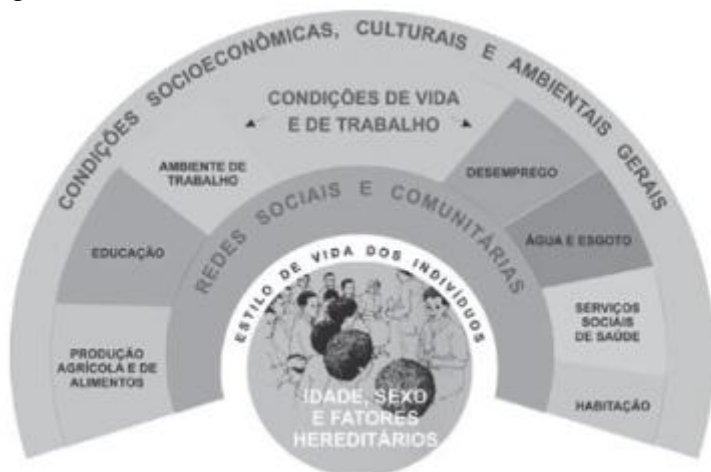 CONDIÇÕES SOCIOECONÔMICAS, CULTURAIS E AMBIENTAIS GERAIS
CONDIÇÕES DE VIDA
E DE TRABALHO
AMBIENTE DE
TRABALHO
DESEMPREGO
REDES SOCIAIS E COMUNITÁRIAS
EDUCAÇÃO
ÁGUA E ESGOTO
ESTILO DE VIDA DOS INDIVÍDUOS
PRODUÇÃO
AGRÍCOLA E DE
ALIMENTOS
SERVIÇOS
SOCIAIS
DE SAÚDE
HABITAÇÃO
IDADE, SEXO
E FATORES
HEREDITÁRIOS